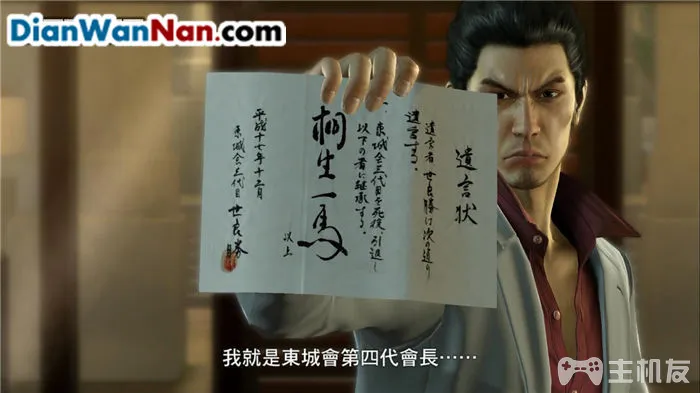 DianWanNan.com
遺言状
遺言者 世良勝は次の通り
遺言する。
一、東城会三代目を死後、引退し
以下の者に継承する。
桐生一馬
以上
平成十七年十二月
東城会三代目 世良勝
我就是東城會第四代會長……
主机友